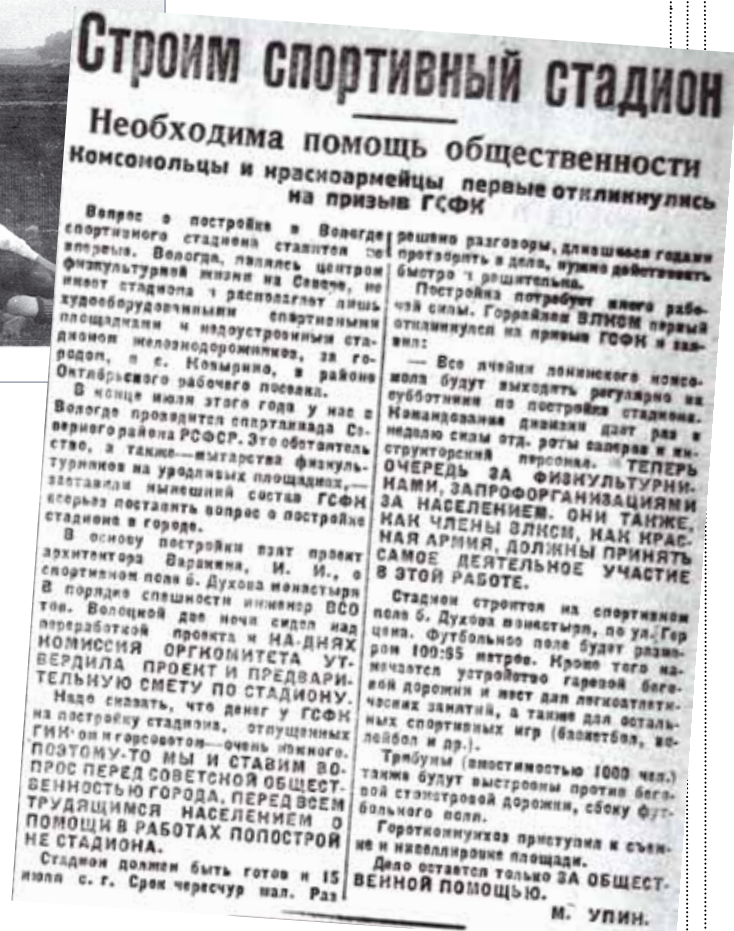 Строим спортивный стадион
Необходима помощь общественности
Комсомольцы и красноармейцы первые откликнулись
на призыв ГСФК
Вопрос о постройке в Вологде
спортивного стадиона ставится не
впервые. Вологда, являясь центром
физкультурной жизни на Севере, не
имеет стадиона и располагает лишь
худооборудованными спортивными
площадками и недоустроенным ста-
дионом железнодорожников, за го-
родом, в с. Ковырино, в районе
Октябрьского рабочего поселка.
В конце июля этого года у нас в
Вологде проводится спартакиада Се-
верного района РСФСР. Это обстоятель
ство, а также—мытарства физкуль-
турников на уродливых площадках,—
заставили нынешний состав ГСФК
всерьез поставить вопрос о постройке
стадиона в городе.
В основу постройки взят проект
архитектора Варакина, И. И., о
спортивном поле б. Духова монастыря
В порядке спешности инженер ВСО
тов. Волоцкой две ночи сидел над
переработкой проекта и НА-ДНЯХ
КОМИССИЯ ОРГКОМИТЕТА УТ-
ВЕРДИЛА ПРОЕКТ И ПРЕДВАРИ-
ТЕЛЬНУЮ СМЕТУ ПО СТАДИОНУ.
Надо сказать, что денег у ГСФК
на постройку стадиона, отпущенных
ГИК'ом и горсоветом—очень немного.
ПОЭТОМУ-ТО МЫ И СТАВИМ ВО-
ПРОС ПЕРЕД СОВЕТСКОЙ ОБЩЕСТ-
ВЕННОСТЬЮ ГОРОДА, ПЕРЕД ВСЕМ
ТРУДЯЩИМСЯ НАСЕЛЕНИЕМ О
ПОМОЩИ В РАБОТАХ ПОПОСТРОЙ
КЕ СТАДИОНА.
Стадион должен быть готов к 15
июля с. г. Срок чересчур мал. Раз
решено разговоры, длившиеся годами
претворить в дела, нужно действовать
быстро и решительно.
Постройка потребует много рабо-
чей силы. Горрайком ВЛКСМ первый
откликнулся на призыв ГСФК и зая-
вил:
— Все ячейки ленинского комсо-
мола будут выходить регулярно на
субботники по постройке стадиона.
Командование дивизии дает раз в
неделю силы отд. роты саперов и ин-
структорский персонал. ТЕПЕРЬ
ОЧЕРЕДЬ ЗА ФИЗКУЛЬТУРНИ-
КАМИ, ЗАПРОФОРГАНИЗАЦИЯМИ
ЗА НАСЕЛЕНИЕМ. ОНИ ТАКЖЕ,
КАК ЧЛЕНЫ ВЛКСМ, КАК КРАС-
НАЯ АРМИЯ, ДОЛЖНЫ ПРИНЯТЬ
САМОЕ ДЕЯТЕЛЬНОЕ УЧАСТИЕ
В ЭТОЙ РАБОТЕ.
Стадион строится на спортивном
поле б. Духова монастыря, по ул. Гер
цена. Футбольное поле будет разме-
ром 100:65 метров. Кроме того на-
мечается устройство гаревой бего-
вой дорожки и мест для легкоатлети-
ческих занятий, а также для осталь-
ных спортивных игр (баскетбол, во-
лейбол и др.).
Трибуны (вместимостью 1000 чел.)
также будут выстроены против бего-
вой стометровой дорожки, сбоку фут-
больного поля.
Горотконмунхоз приступил к съем-
ке и нивеллировке площади.
Дело остается только ЗА ОБЩЕСТ-
ВЕННОЙ ПОМОЩЬЮ.
М. УПИН.